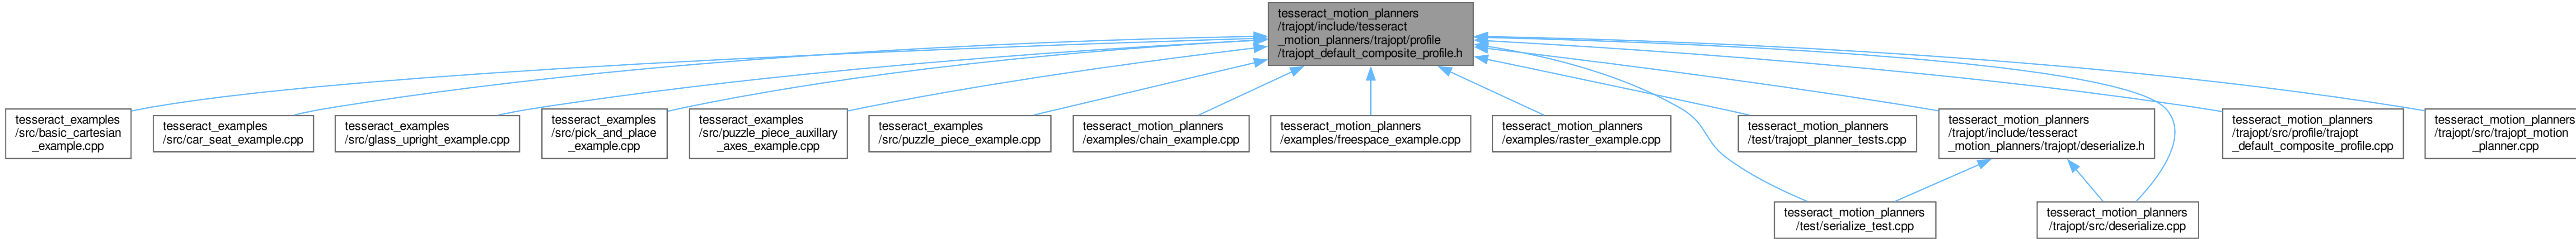 tesseract_motion_planners
/trajopt/include/tesseract
_motion_planners/trajopt/profile
/trajopt_default_composite_profile.h
tesseract_examples
/src/basic_cartesian
_example.cpp
tesseract_examples
/src/car_seat_example.cpp
tesseract_examples
/src/glass_upright_example.cpp
tesseract_examples
/src/pick_and_place
_example.cpp
tesseract_examples
/src/puzzle_piece_auxillary
_axes_example.cpp
tesseract_examples
/src/puzzle_piece_example.cpp
tesseract_motion_planners
/examples/chain_example.cpp
tesseract_motion_planners
/examples/freespace_example.cpp
tesseract_motion_planners
/examples/raster_example.cpp
tesseract_motion_planners
/test/trajopt_planner_tests.cpp
tesseract_motion_planners
/trajopt/include/tesseract
_motion_planners/trajopt/deserialize.h
tesseract_motion_planners
/trajopt/src/profile/trajopt
_default_composite_profile.cpp
tesseract_motion_planners
/trajopt/src/trajopt_motion
_planner.cpp
tesseract_motion_planners
/test/serialize_test.cpp
tesseract_motion_planners
/trajopt/src/deserialize.cpp